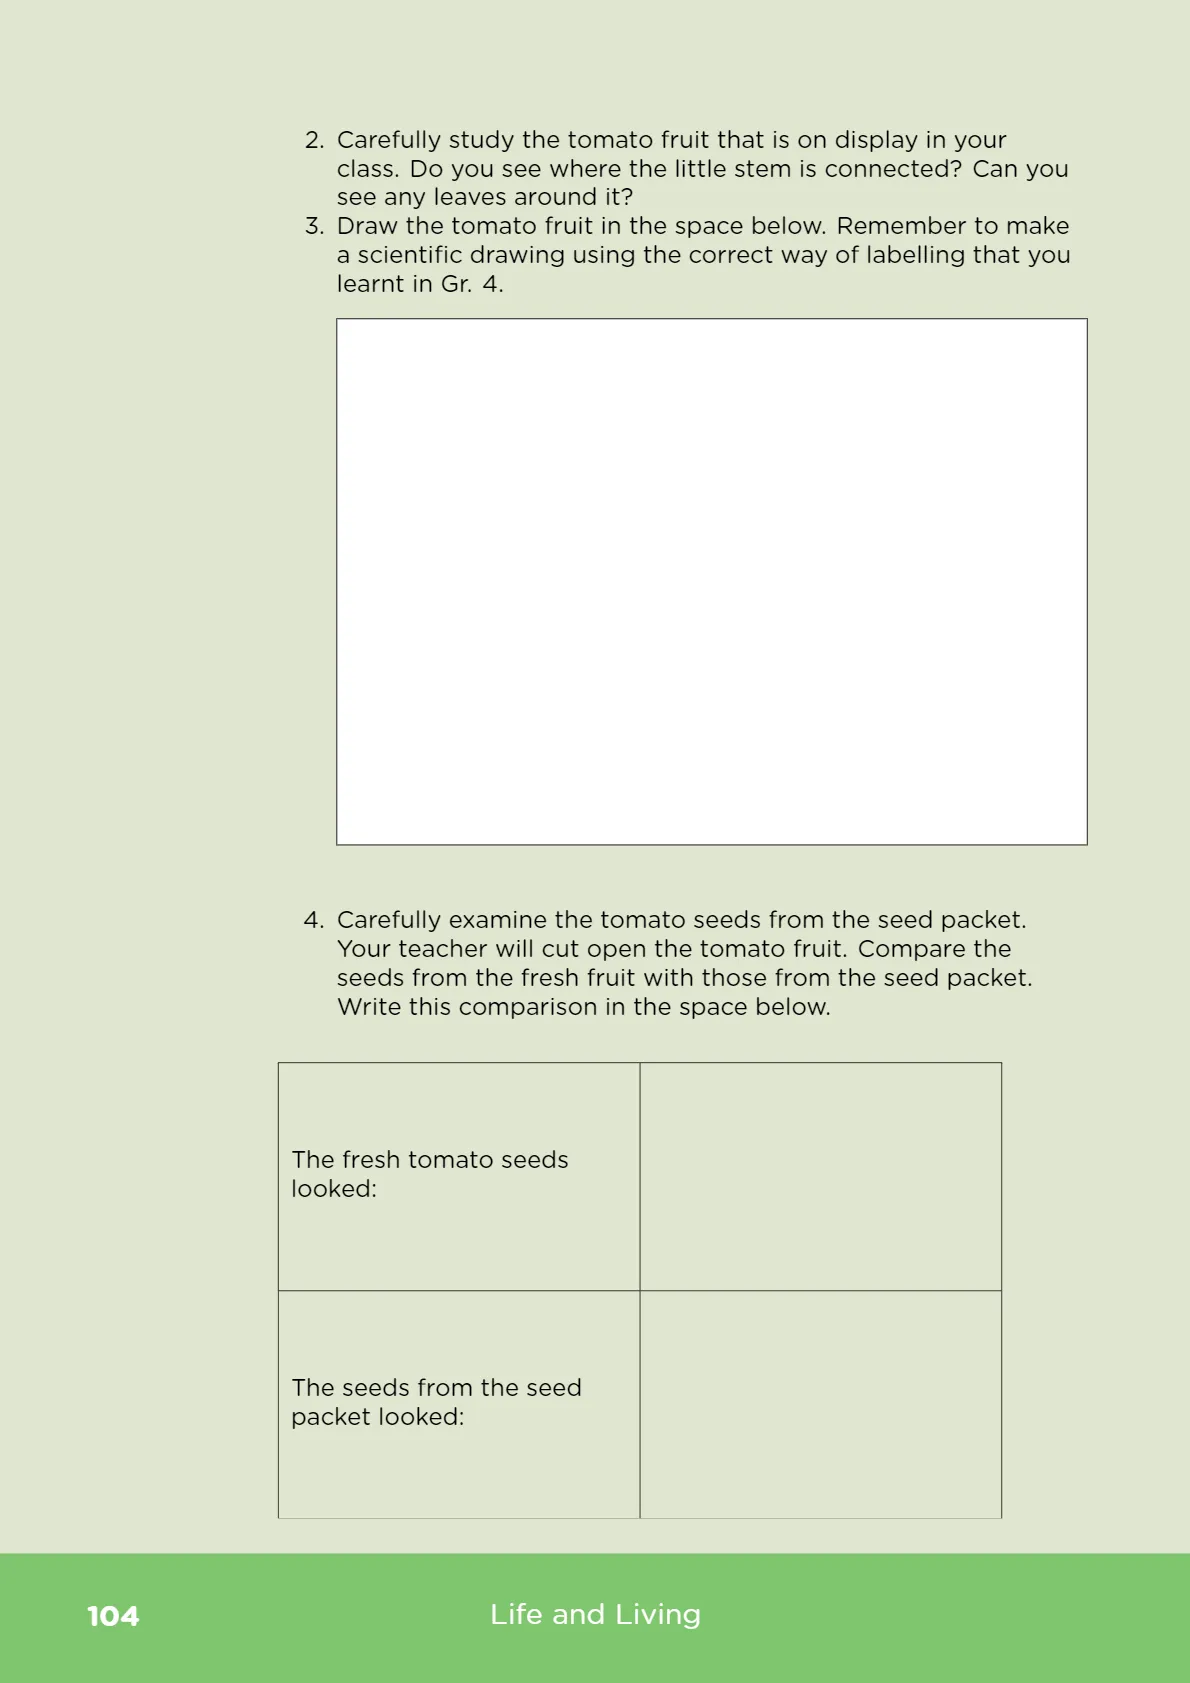 2. Carefully study the tomato fruit that is on display in your
class. Do you see where the little stem is connected? Can you
see any leaves around it?
3. Draw the tomato fruit in the space below. Remember to make
a scientific drawing using the correct way of labelling that you
learnt in Gr. 4.
4. Carefully examine the tomato seeds from the seed packet.
Your teacher will cut open the tomato fruit. Compare the
seeds from the fresh fruit with those from the seed packet.
Write this comparison in the space below.
The fresh tomato seeds
looked:
The seeds from the seed
packet looked:
104
Life and Living